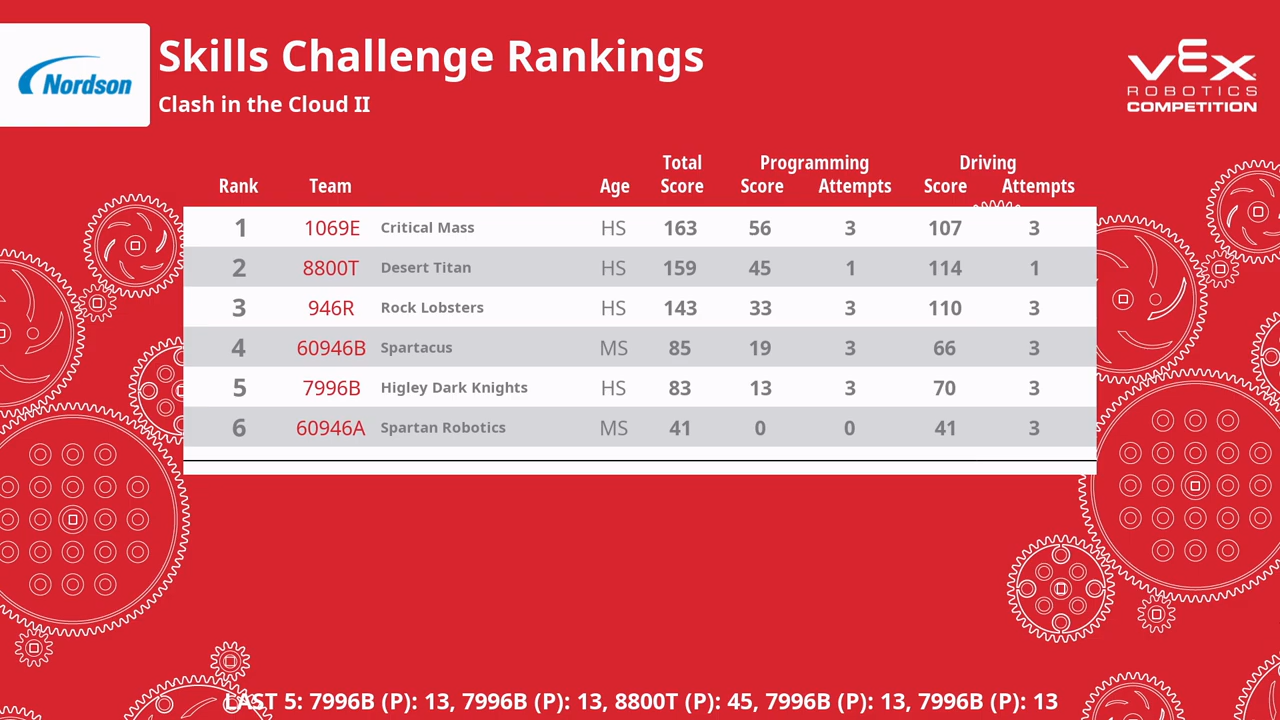 Nordson
Skills Challenge Rankings
Clash in the Cloud II
VEX
ROBOTICS
COMPETITION
Total Programming Driving
Rank Team Age Score Score Attempts Score Attempts
1 1069E Critical Mass HS 163 56 3 107 3
2 8800T Desert Titan HS 159 45 1 114 1
3 946R Rock Lobsters HS 143 33 3 110 3
4 60946B Spartacus MS 85 19 3 66 3
5 7996B Higley Dark Knights HS 83 13 3 70 3
6 60946A Spartan Robotics MS 41 0 0 41 3
LAST 5: 7996B (P): 13, 7996B (P): 13, 8800T (P): 45, 7996B (P): 13, 7996B (P): 13